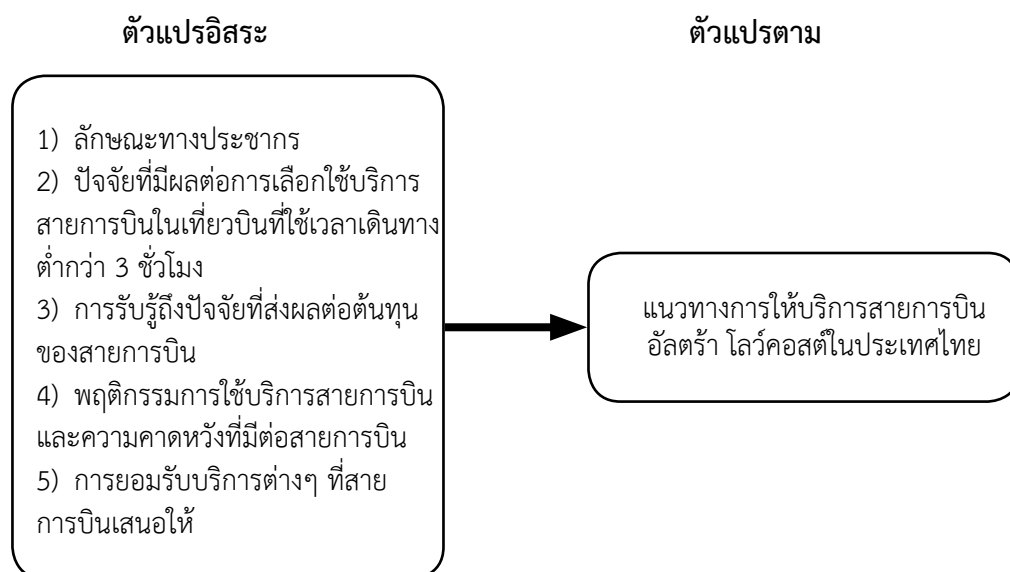 ตัวแปรอิสระ
ตัวแปรตาม
1) ลักษณะทางประชากร
2) ปัจจัยที่มีผลต่อการเลือกใช้บริการ
สายการบินในเที่ยวบินที่ใช้เวลาเดินทาง
ต่ำกว่า 3 ชั่วโมง
3) การรับรู้ถึงปัจจัยที่ส่งผลต่อต้นทุน
ของสายการบิน
4) พฤติกรรมการใช้บริการสายการบิน
และความคาดหวังที่มีต่อสายการบิน
5) การยอมรับบริการต่างๆ ที่สาย
การบินเสนอให้
แนวทางการให้บริการสายการบิน
อัลตร้า โลว์คอสต์ในประเทศไทย